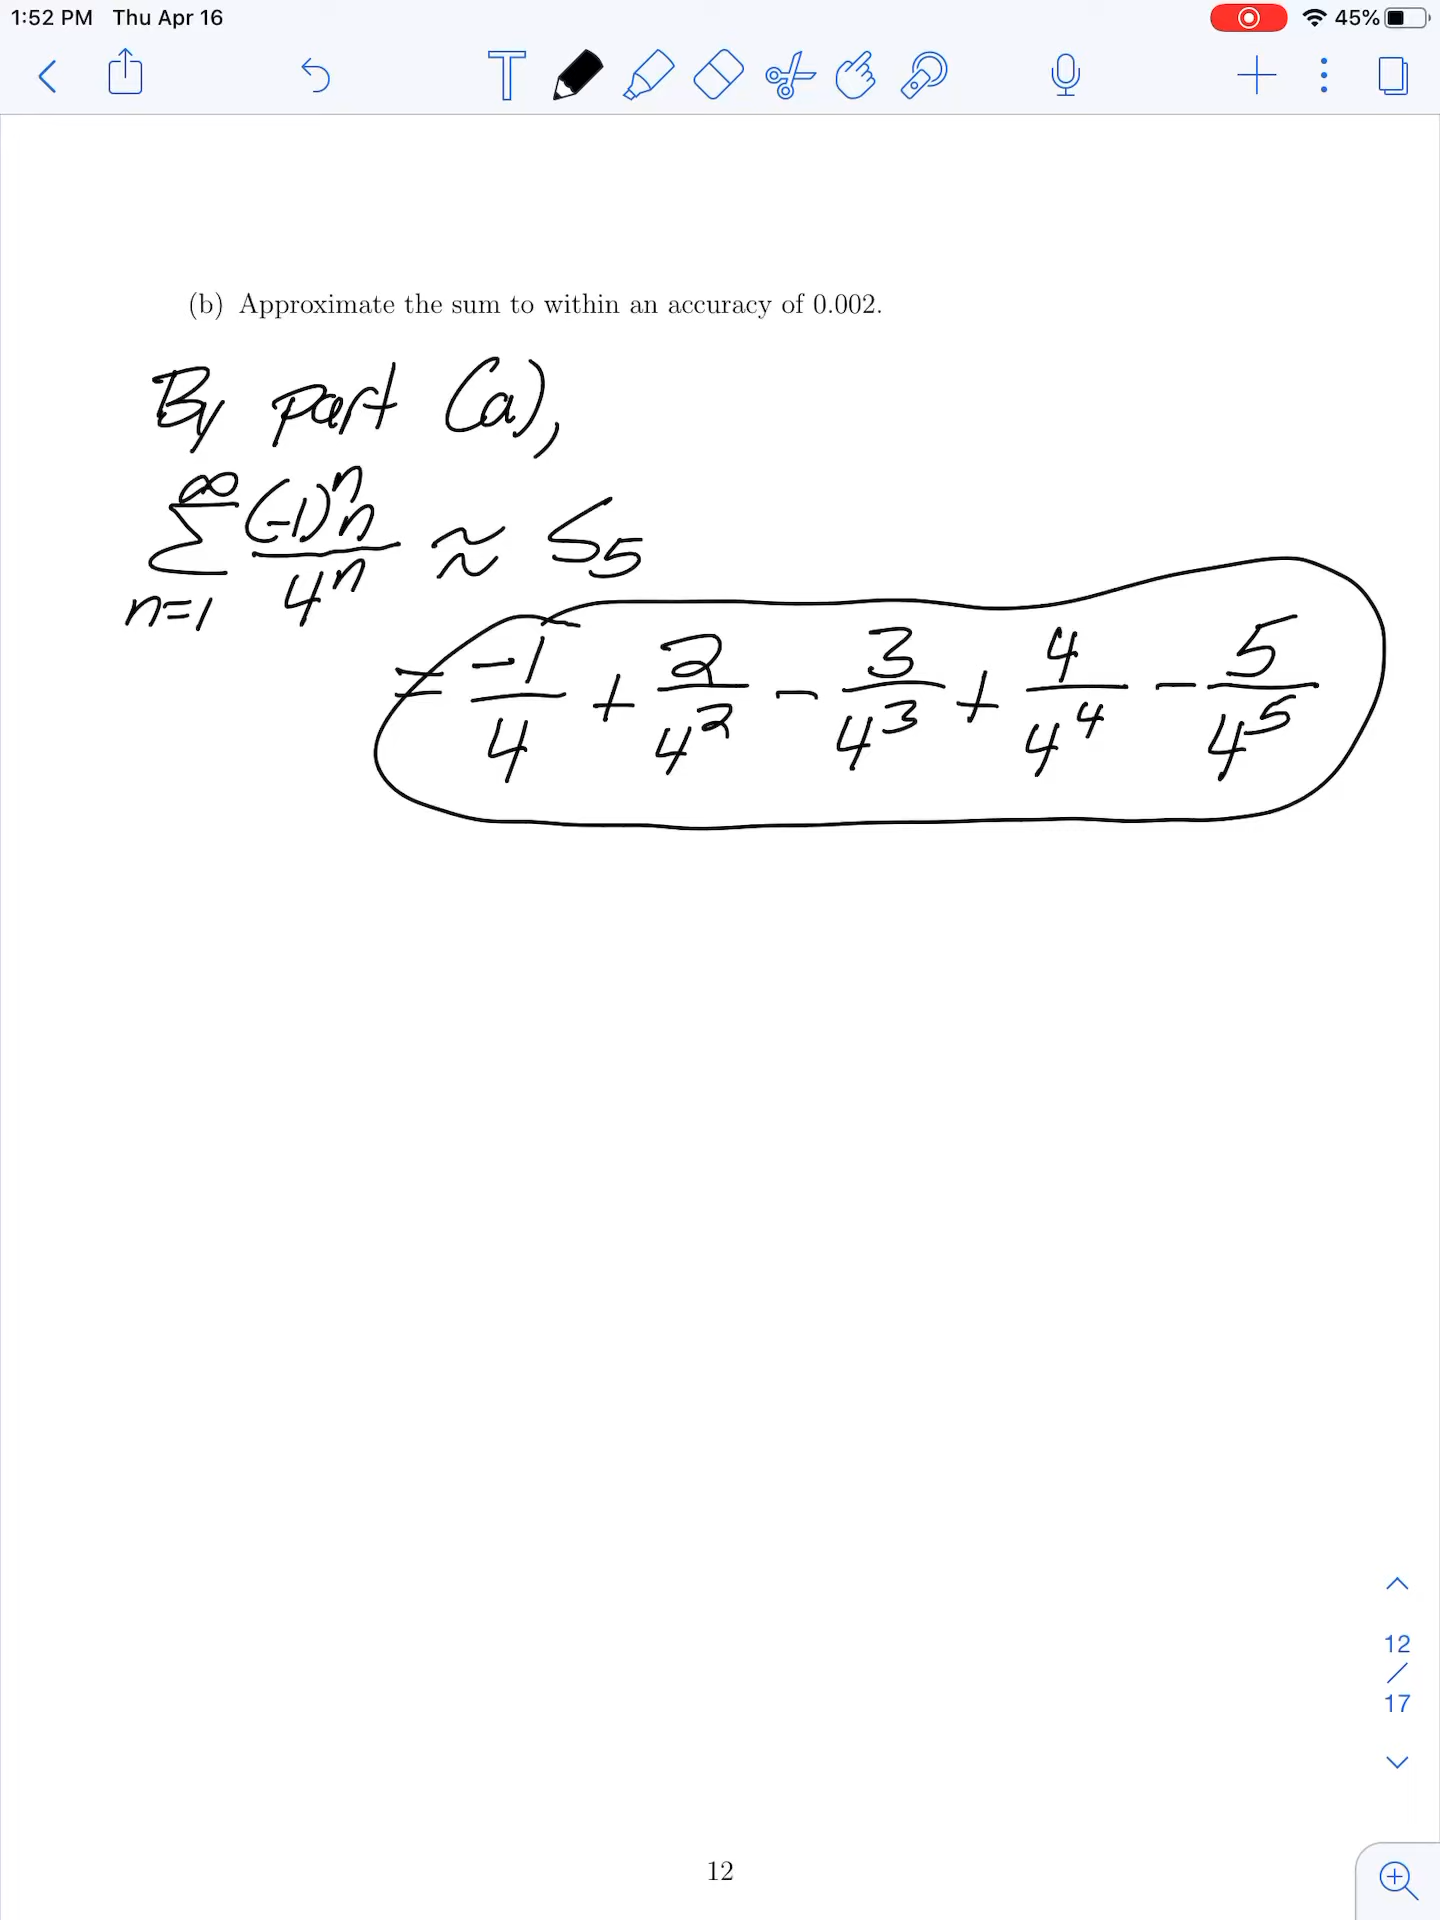 1:52 PM Thu Apr 16 45%
T
(b) Approximate the sum to within an accuracy of 0.002.
By part (a),
∑_{n=1}^{∞} (-1)^n n / 4^n ≈ S_5
= -1/4 + 2/4^2 - 3/4^3 + 4/4^4 - 5/4^5
12
/
17
12